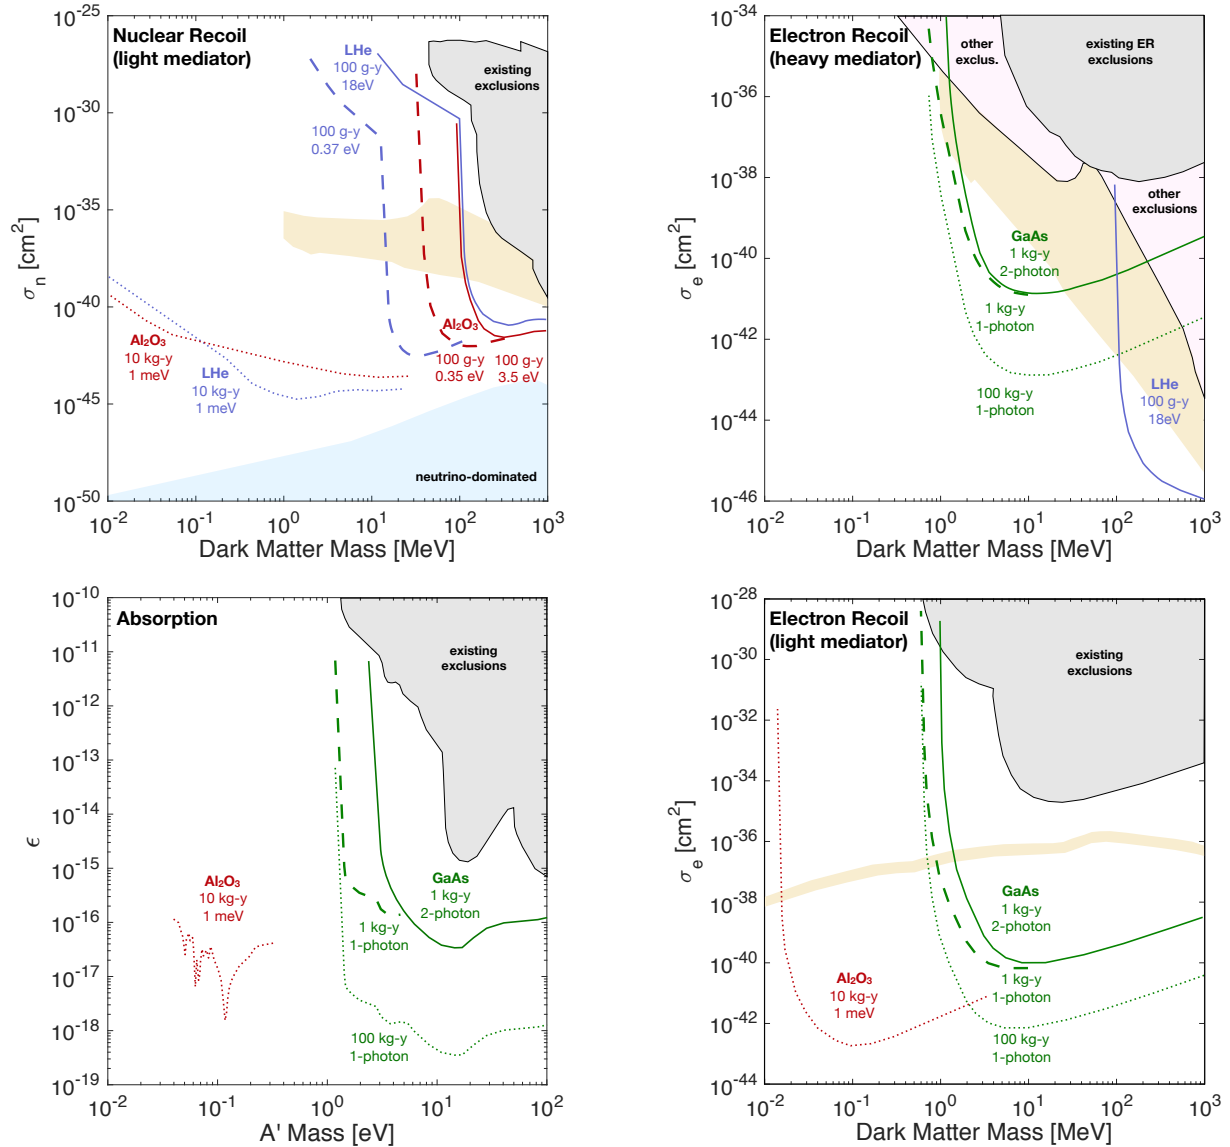 Nuclear Recoil
(light mediator)
10^-25
10^-30
10^-35
10^-40
10^-45
10^-50
σn [cm²]
LHe
100 g-y
18eV
100 g-y
0.37 eV
existing
exclusions
Al₂O₃
10 kg-y
1 meV
LHe
10 kg-y
1 meV
Al₂O₃
100 g-y
0.35 eV
100 g-y
3.5 eV
neutrino-dominated
10^-2
10^-1
10^0
10^1
10^2
10^3
Dark Matter Mass [MeV]
Electron Recoil
(heavy mediator)
10^-34
10^-36
10^-38
10^-40
10^-42
10^-44
10^-46
σe [cm²]
other
exclus.
existing ER
exclusions
other
exclusions
GaAs
1 kg-y
2-photon
1 kg-y
1-photon
100 kg-y
1-photon
LHe
100 g-y
18eV
10^-2
10^-1
10^0
10^1
10^2
10^3
Dark Matter Mass [MeV]
Absorption
10^-10
10^-11
10^-12
10^-13
10^-14
10^-15
10^-16
10^-17
10^-18
10^-19
ϵ
existing
exclusions
Al₂O₃
10 kg-y
1 meV
GaAs
1 kg-y
2-photon
1 kg-y
1-photon
100 kg-y
1-photon
10^-2
10^-1
10^0
10^1
10^2
A' Mass [eV]
Electron Recoil
(light mediator)
10^-28
10^-30
10^-32
10^-34
10^-36
10^-38
10^-40
10^-42
10^-44
σe [cm²]
existing
exclusions
GaAs
1 kg-y
2-photon
1 kg-y
1-photon
Al₂O₃
10 kg-y
1 meV
100 kg-y
1-photon
10^-2
10^-1
10^0
10^1
10^2
10^3
Dark Matter Mass [MeV]